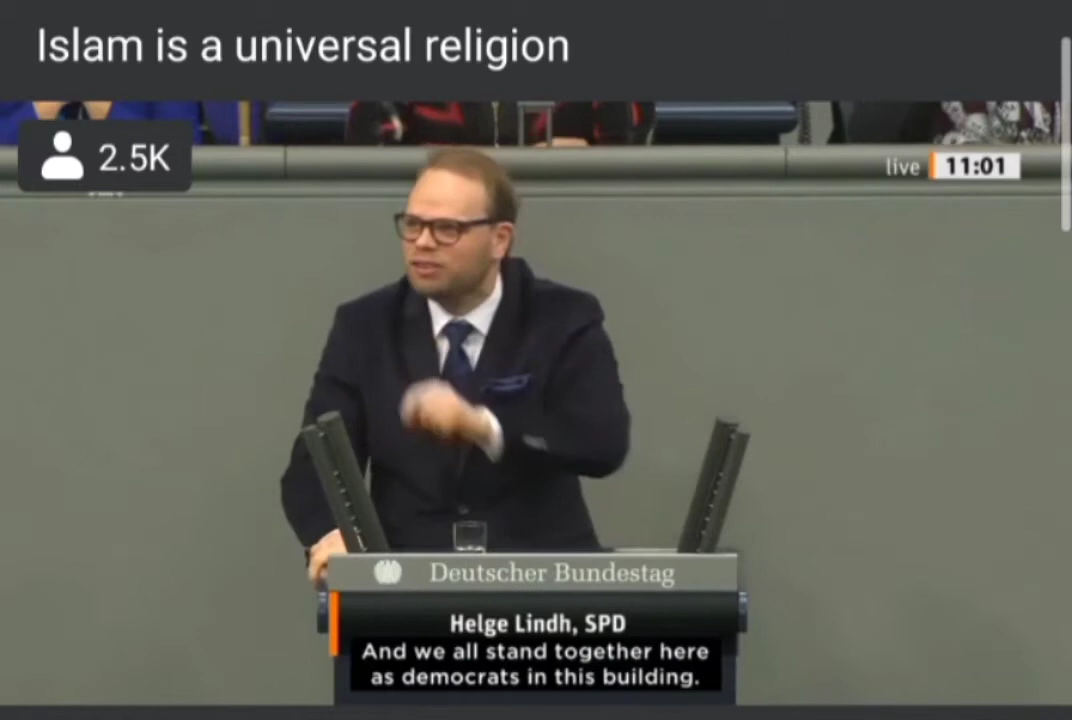 Islam is a universal religion
2.5K
live 11:01
Deutscher Bundestag
Helge Lindh, SPD
And we all stand together here
as democrats in this building.